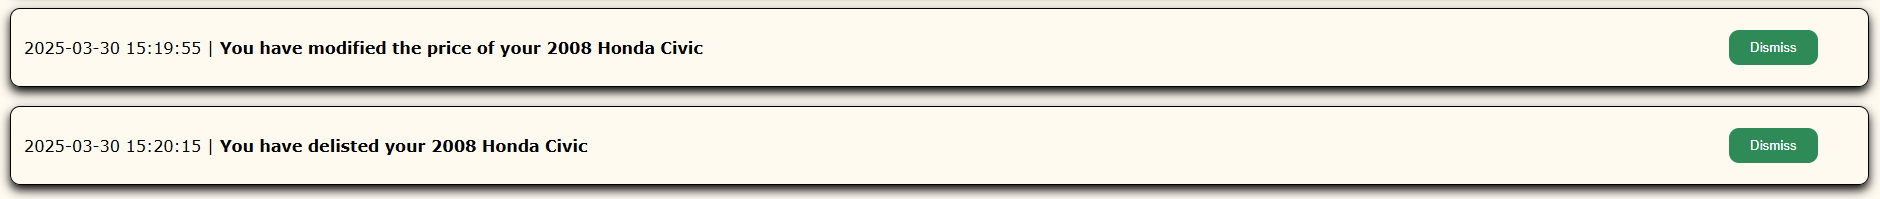 2025-03-30 15:19:55 | You have modified the price of your 2008 Honda Civic Dismiss
2025-03-30 15:20:15 | You have delisted your 2008 Honda Civic Dismiss